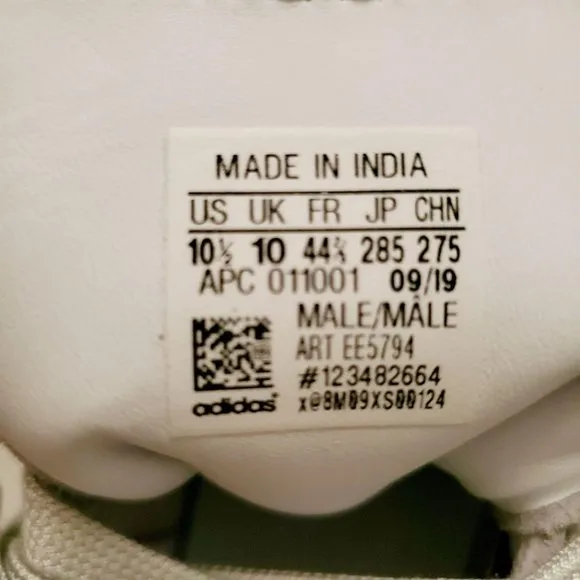 MADE IN INDIA
US UK FR JP CHN
10½ 10 44⅔ 285 275
APC 011001 09/19
MALE/MÂLE
ART EE5794
#123482664
adidas x@8M09XS00124